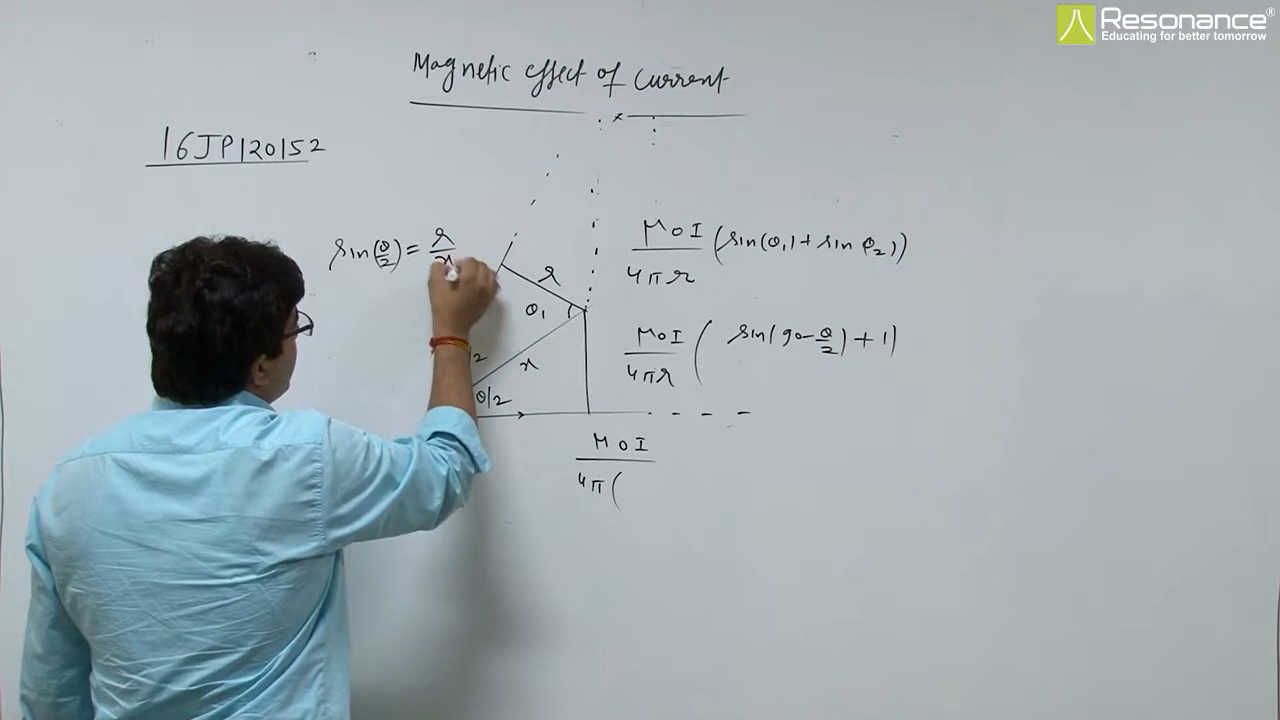 Resonance®
Educating for better tomorrow
Magnetic effect of current
16JP120152
sin(θ/2) = r/x
μ₀I/4πr (sin(θ₁) + sin(θ₂))
r
θ₁
μ₀I/4πr ( sin(90-θ/2) + 1)
x
θ/2
μ₀I/4π(